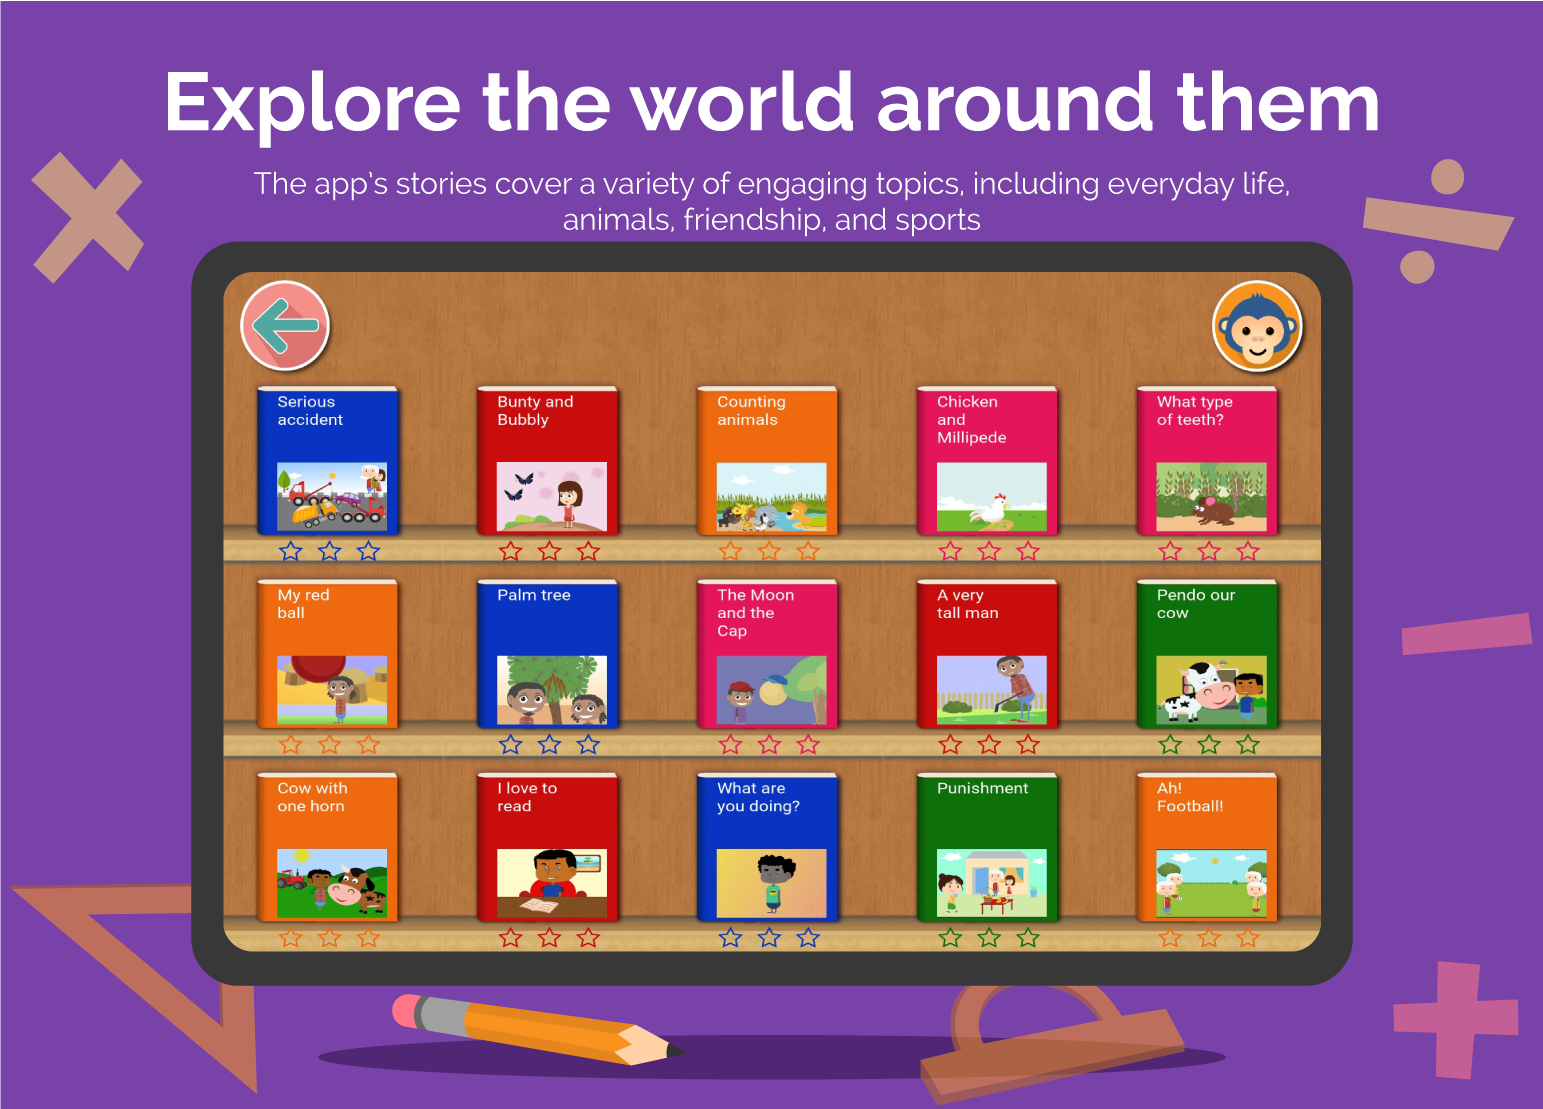 Explore the world around them
The app's stories cover a variety of engaging topics, including everyday life,
animals, friendship, and sports
Serious
accident
Bunty and
Bubbly
Counting
animals
Chicken
and
Millipede
What type
of teeth?
My red
ball
Palm tree
The Moon
and the
Cap
A very
tall man
Pendo our
cow
Cow with
one horn
I love to
read
What are
you doing?
Punishment
Ah!
Football!